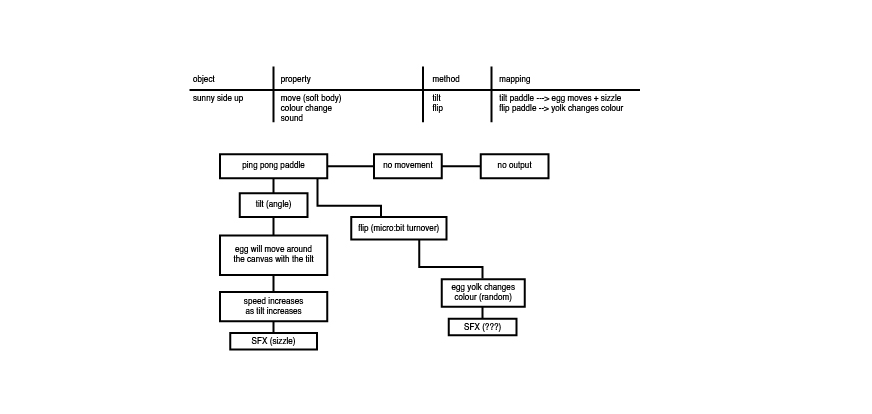 object property method mapping
sunny side up move (soft body) tilt tilt paddle ---> egg moves + sizzle
colour change flip flip paddle --> yolk changes colour
sound
ping pong paddle no movement no output
tilt (angle)
flip (micro:bit turnover)
egg will move around
the canvas with the tilt
egg yolk changes
colour (random)
speed increases
as tilt increases
SFX (???)
SFX (sizzle)